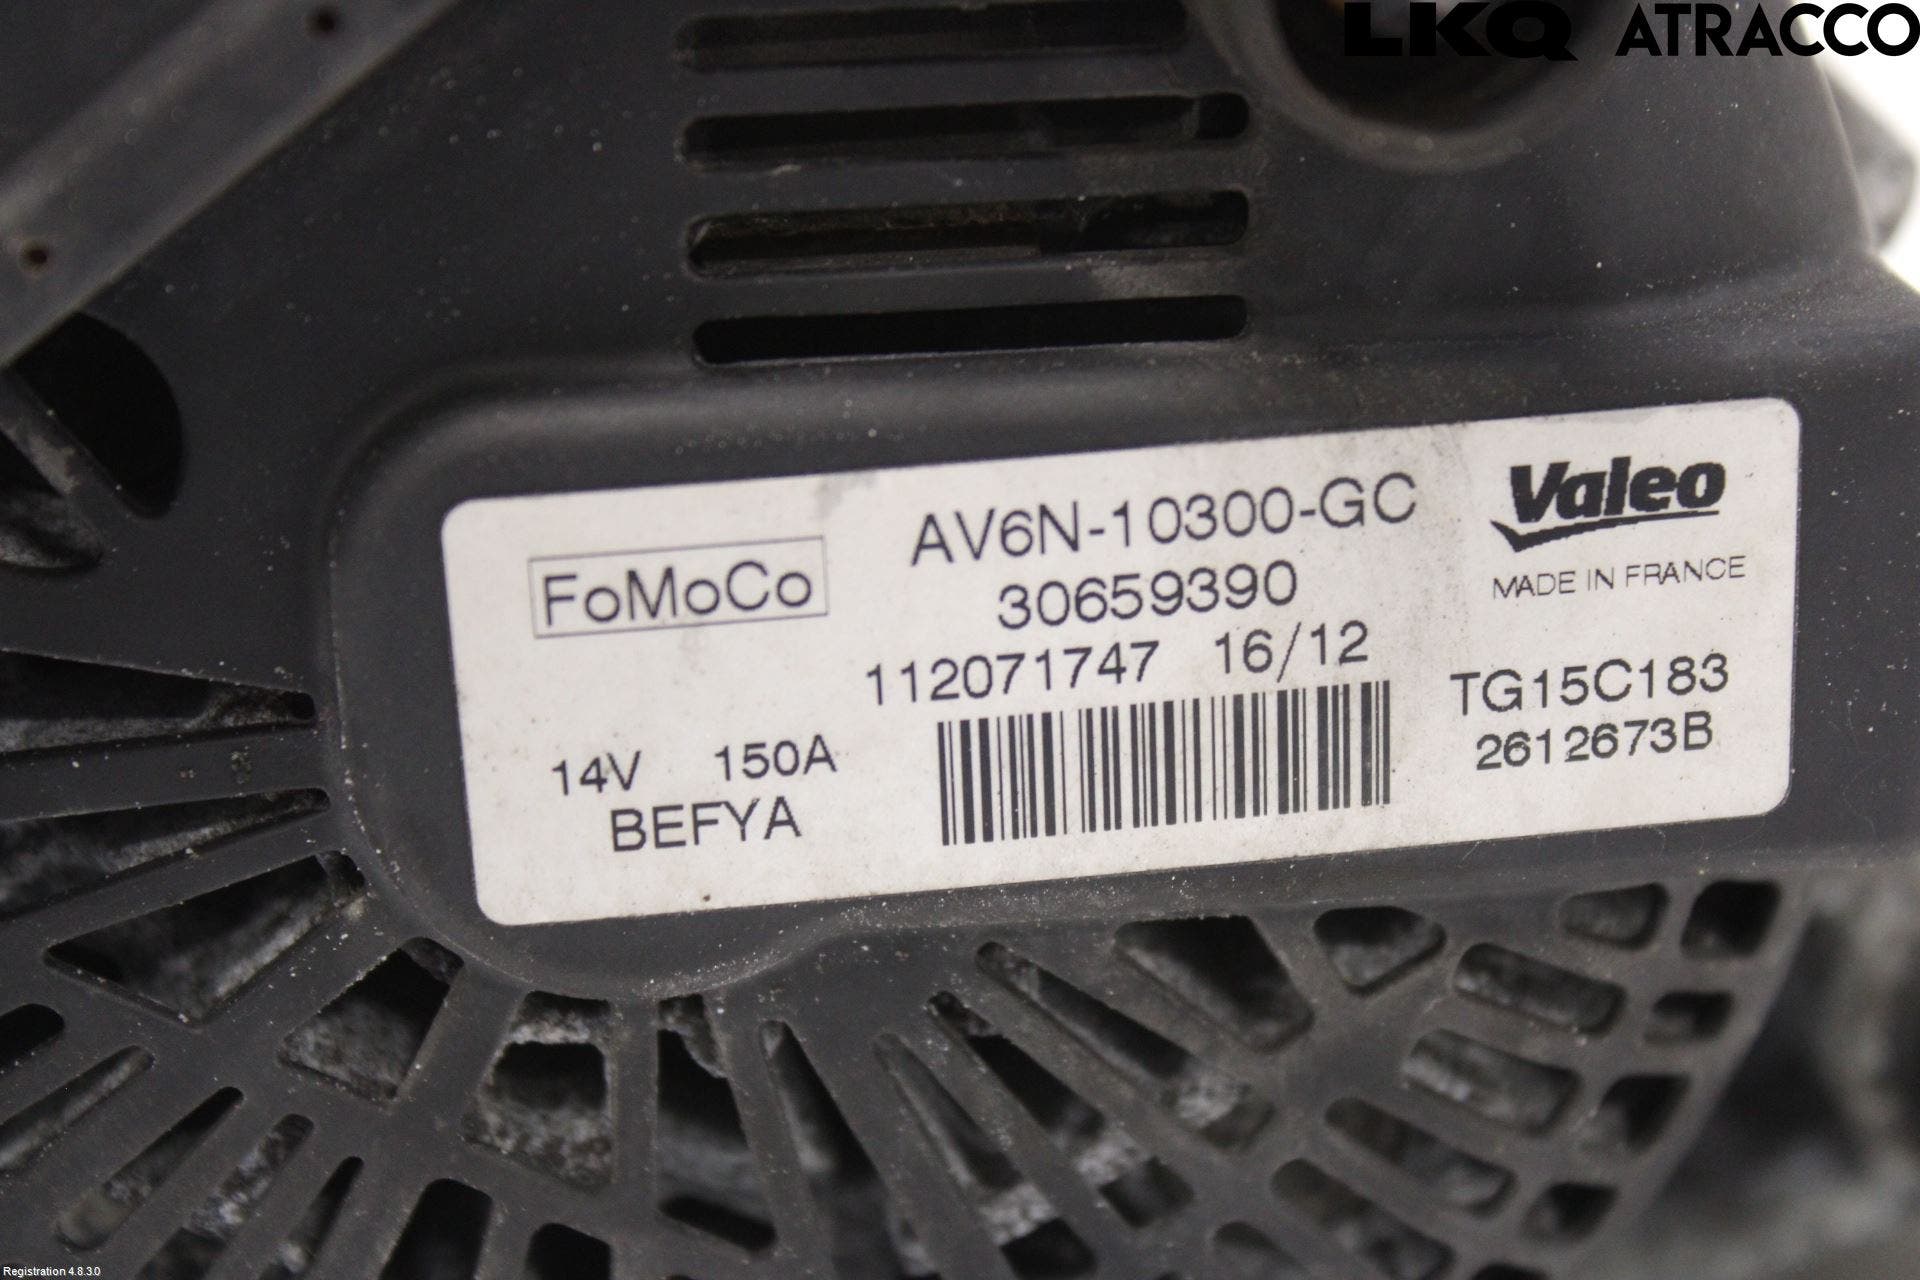 LKQ ATRACCO
FoMoCo
AV6N-10300-GC
30659390
112071747 16/12
14V 150A
BEFYA
Valeo
MADE IN FRANCE
TG15C183
2612673B
Registration 4.8.3.0